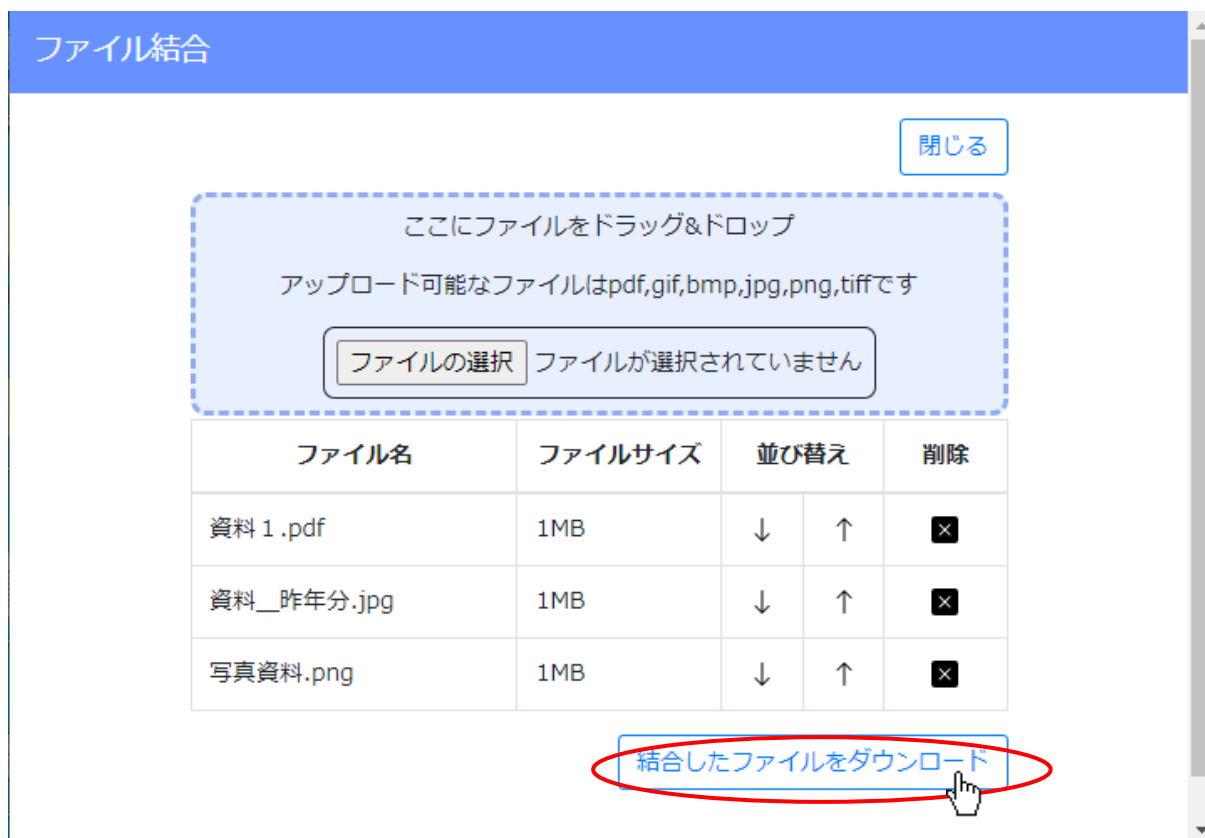 ファイル結合
閉じる
ここにファイルをドラッグ&ドロップ
アップロード可能なファイルはpdf,gif,bmp,jpg,png,tiffです
ファイルの選択 ファイルが選択されていません
ファイル名 ファイルサイズ 並び替え 削除
資料１.pdf 1MB ↓ ↑ ×
資料__昨年分.jpg 1MB ↓ ↑ ×
写真資料.png 1MB ↓ ↑ ×
結合したファイルをダウンロード